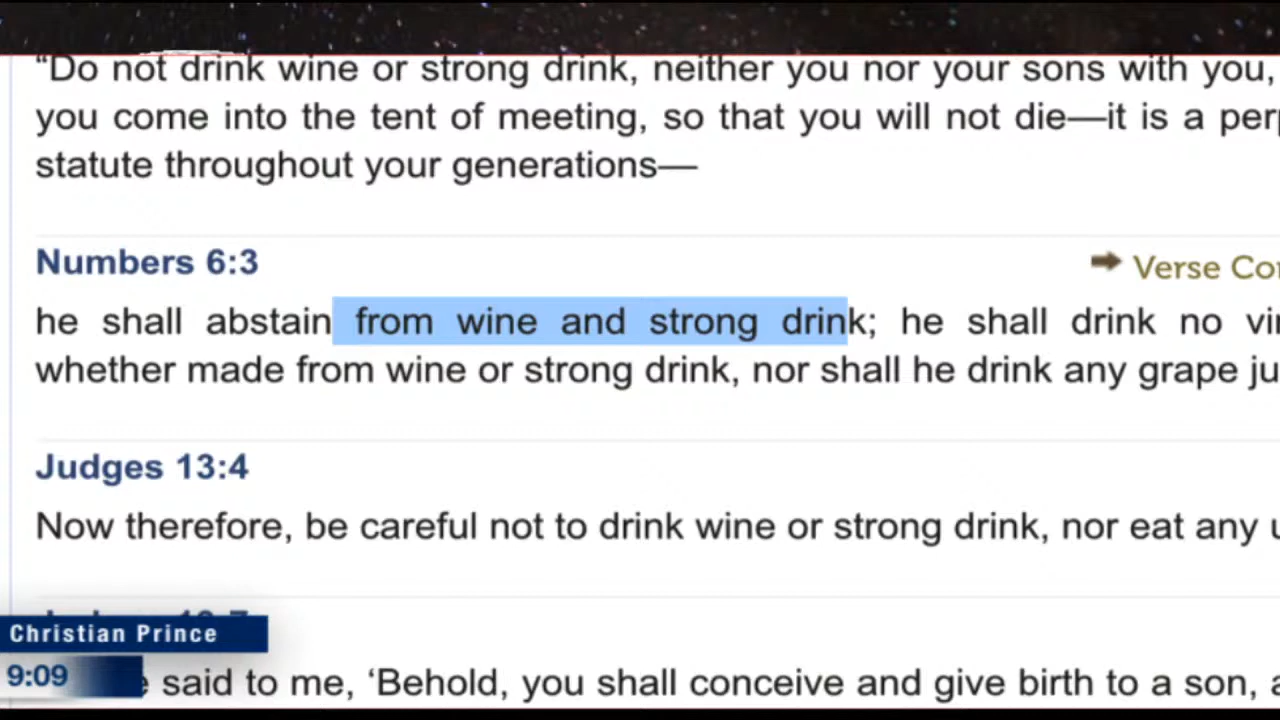 “Do not drink wine or strong drink, neither you nor your sons with you,
you come into the tent of meeting, so that you will not die—it is a
statute throughout your generations—
Numbers 6:3
Verse
he shall abstain from wine and strong drink; he shall drink no
whether made from wine or strong drink, nor shall he drink any grape
Judges 13:4
Now therefore, be careful not to drink wine or strong drink, nor eat any
Christian Prince
9:09
said to me, ‘Behold, you shall conceive and give birth to a son,